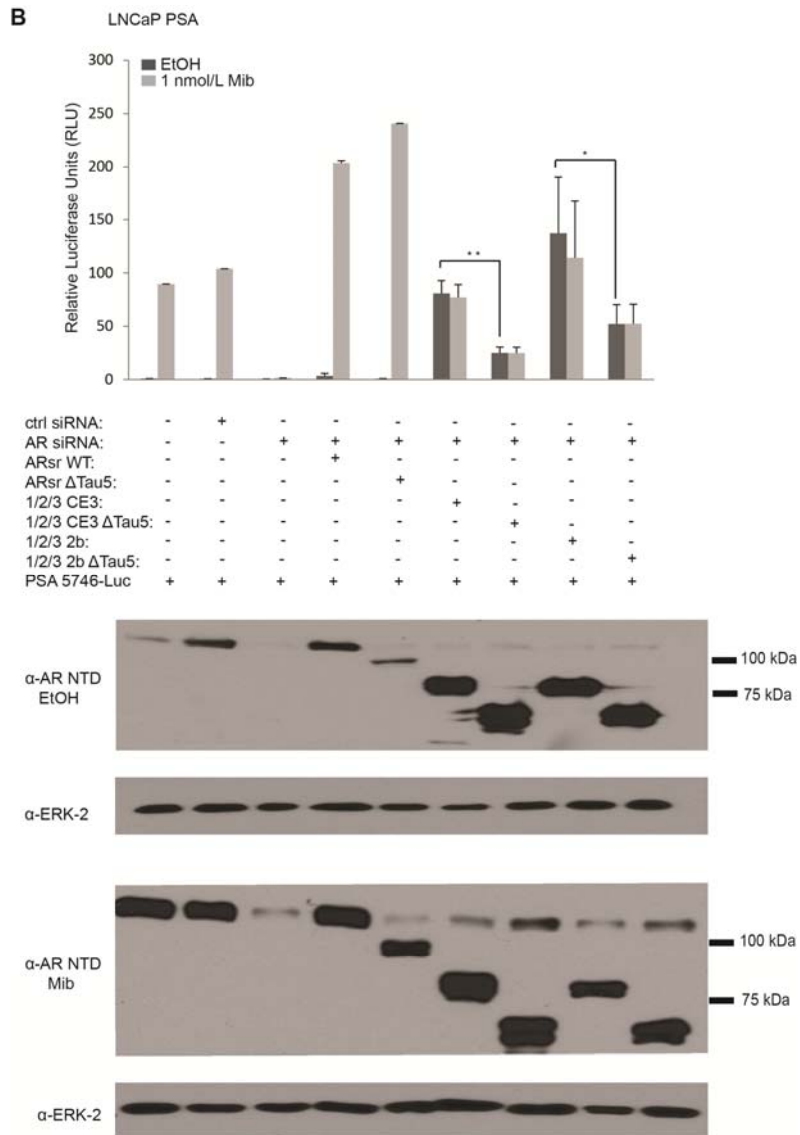 B
LNCaP PSA
EtOH
1 nmol/L Mib
Relative Luciferase Units (RLU)
300
250
200
150
100
50
0
* *
*
ctrl siRNA: - + - - - - - - -
AR siRNA: - - + + + + + + +
ARsr WT: - - - + - - - - -
ARsr ΔTau5: - - - - + - - - -
1/2/3 CE3: - - - - - + - - -
1/2/3 CE3 ΔTau5: - - - - - - + - -
1/2/3 2b: - - - - - - - + -
1/2/3 2b ΔTau5: - - - - - - - - +
PSA 5746-Luc + + + + + + + + +
α-AR NTD
EtOH
100 kDa
75 kDa
α-ERK-2
α-AR NTD
Mib
100 kDa
75 kDa
α-ERK-2